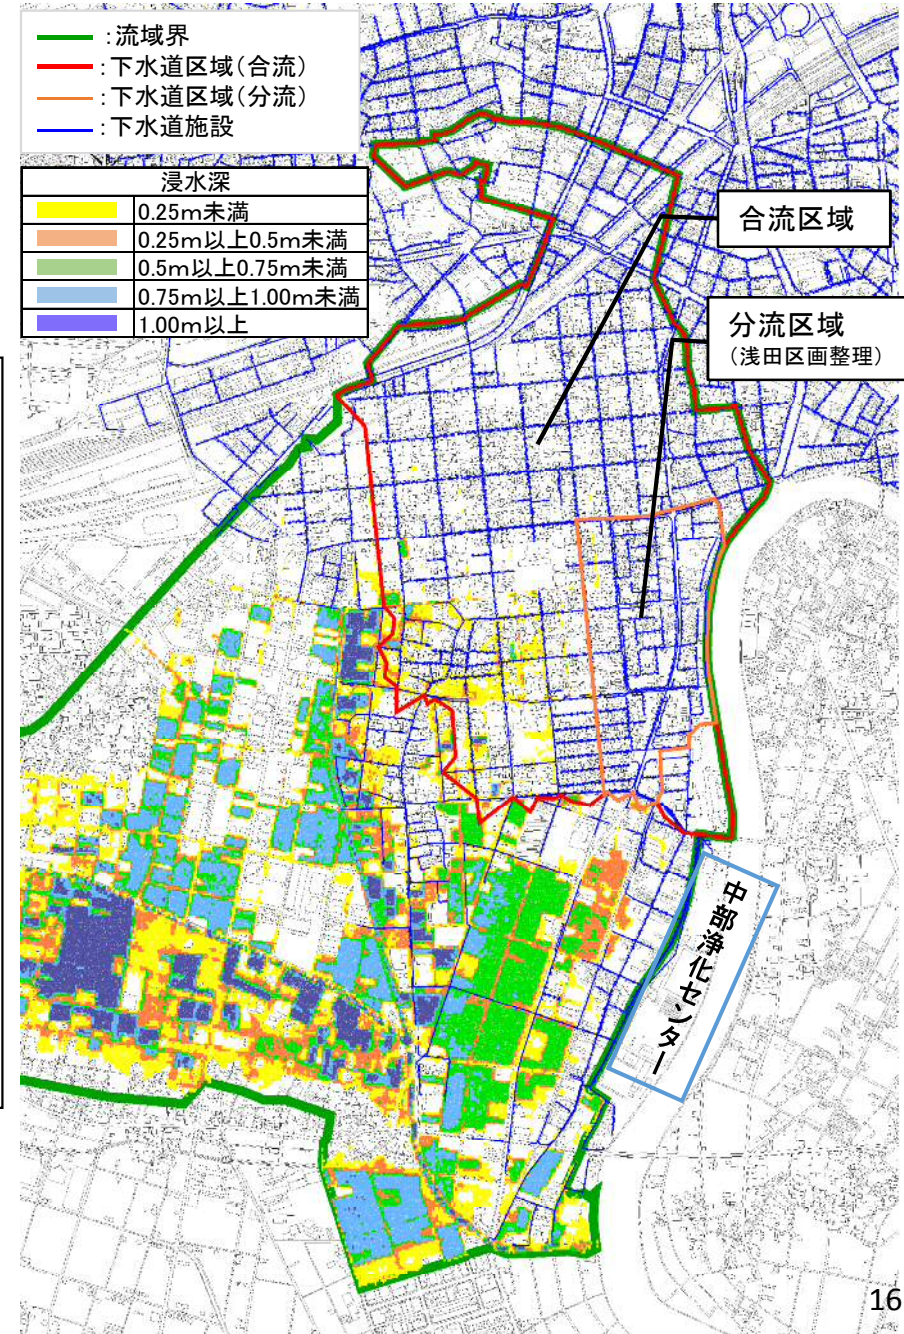 ：流域界
：下水道区域（合流）
：下水道区域（分流）
：下水道施設
浸水深
0.25ｍ未満
0.25ｍ以上0.5ｍ未満
0.5ｍ以上0.75ｍ未満
0.75ｍ以上1.00ｍ未満
1.00ｍ以上
合流区域
分流区域
（浅田区画整理）
中部浄化センター
16